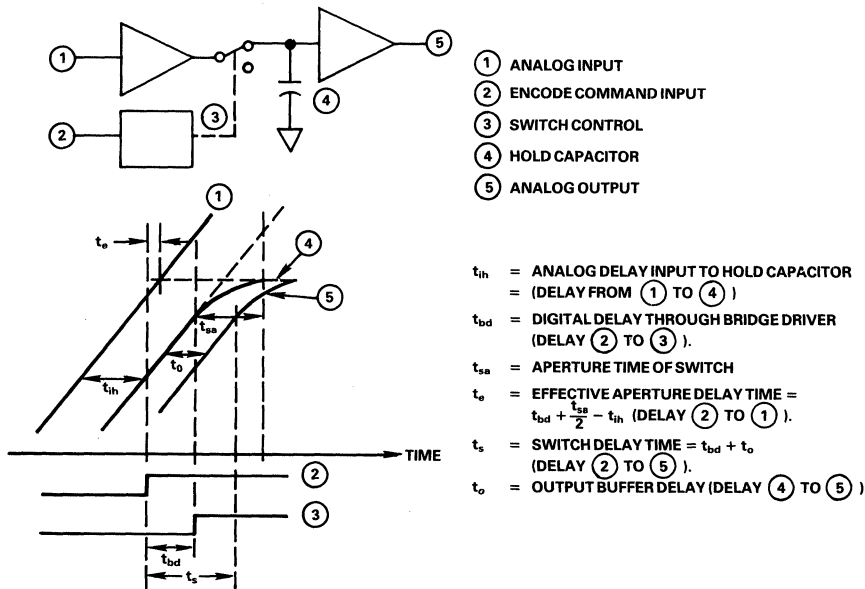 1
2
3
4
5
1 ANALOG INPUT
2 ENCODE COMMAND INPUT
3 SWITCH CONTROL
4 HOLD CAPACITOR
5 ANALOG OUTPUT
te
1
4
5
tsa
to
tih
TIME
2
3
tbd
ts
tih = ANALOG DELAY INPUT TO HOLD CAPACITOR
= (DELAY FROM 1 TO 4 )
tbd = DIGITAL DELAY THROUGH BRIDGE DRIVER
(DELAY 2 TO 3 ).
tsa = APERTURE TIME OF SWITCH
te = EFFECTIVE APERTURE DELAY TIME =
tbd + tsa/2 − tih (DELAY 2 TO 1 ).
ts = SWITCH DELAY TIME = tbd + to
(DELAY 2 TO 5 ).
to = OUTPUT BUFFER DELAY (DELAY 4 TO 5 )